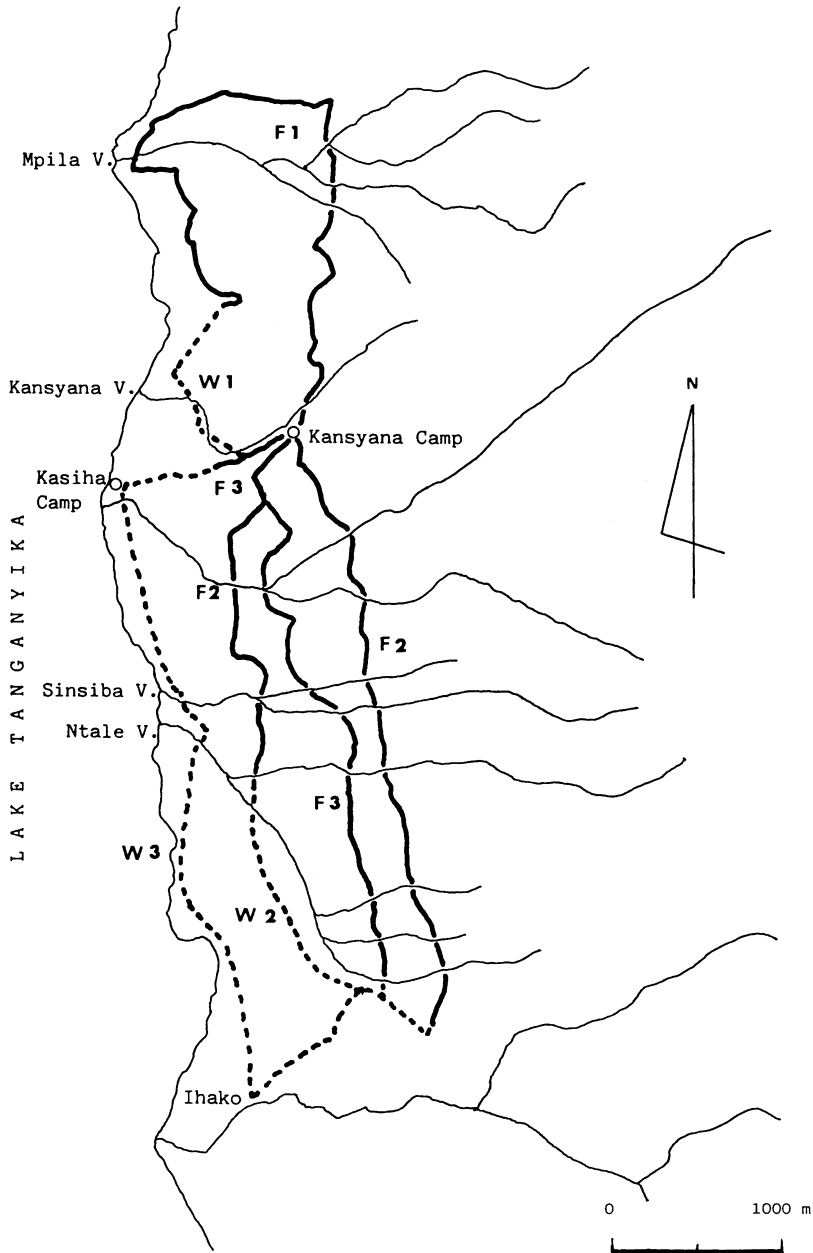 F1
Mpila V.
W1
Kansyana V.
N
Kansyana Camp
Kasiha
Camp
F3
F2
F2
Sinsiba V.
Ntale V.
LAKE TANGANYIKA
F3
W3
W2
Ihako
0 1000 m